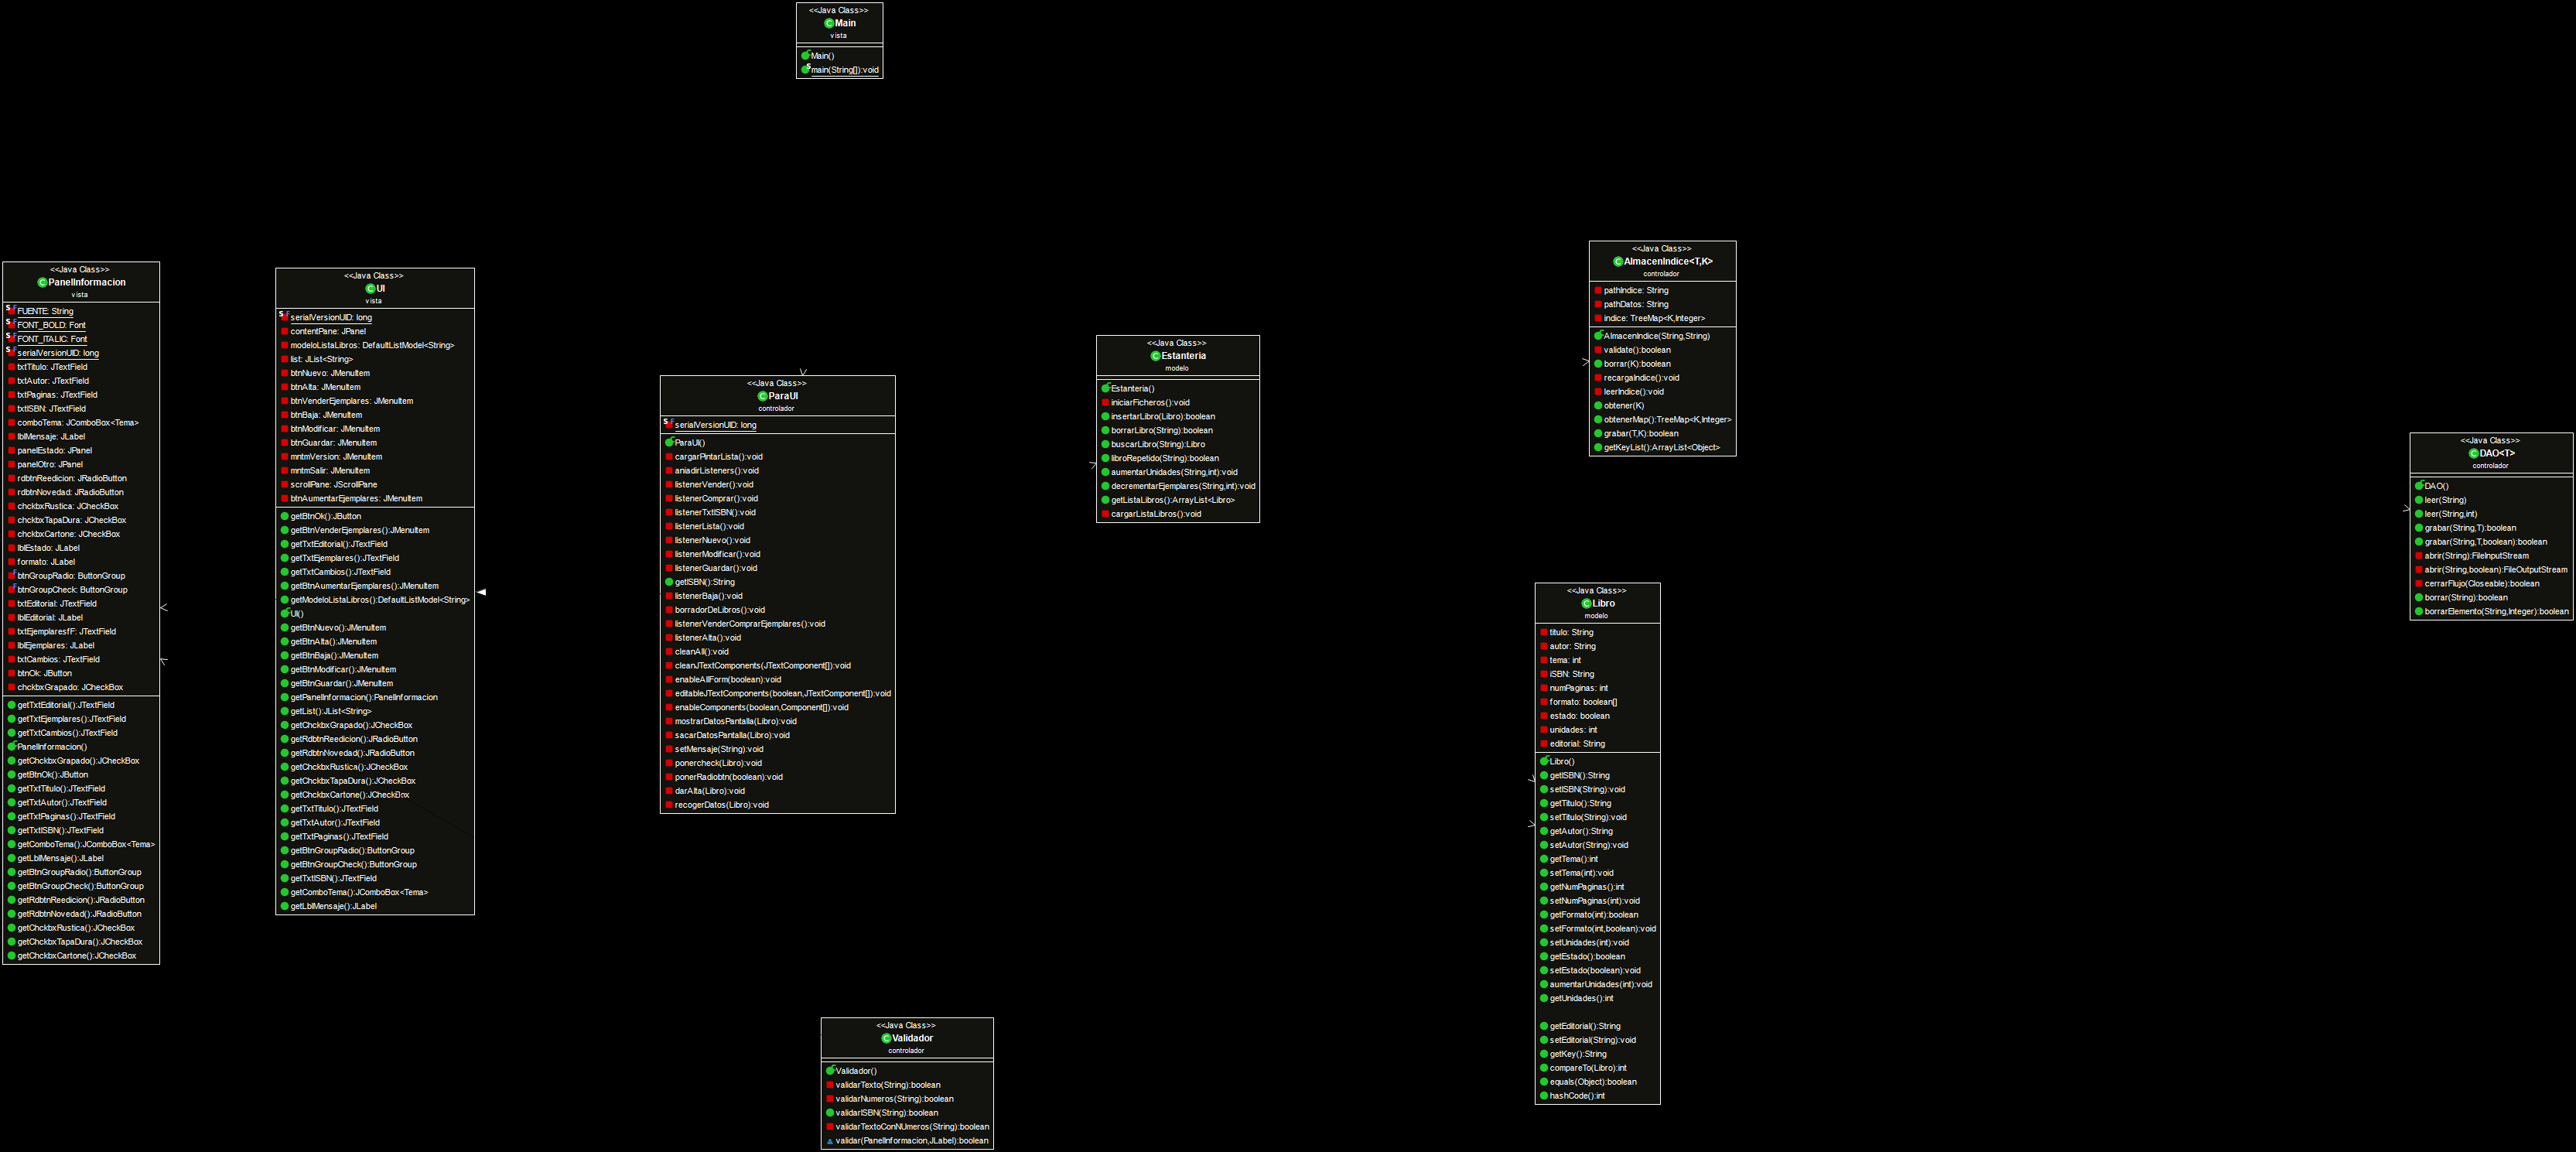 <<Java Class>>
Main
vista
Main()
main(String[]):void
<<Java Class>>
PanelInformacion
vista
FUENTE: String
FONT_BOLD: Font
FONT_ITALIC: Font
serialVersionUID: long
txtTitulo: JTextField
txtAutor: JTextField
txtPaginas: JTextField
txtISBN: JTextField
comboTema: JComboBox<Tema>
lblMensaje: JLabel
panelEstado: JPanel
panelOtro: JPanel
rdbtnReedicion: JRadioButton
rdbtnNovedad: JRadioButton
chckbxRustica: JCheckBox
chckbxTapaDura: JCheckBox
chckbxCartone: JCheckBox
lblEstado: JLabel
formato: JLabel
btnGroupRadio: ButtonGroup
btnGroupCheck: ButtonGroup
txtEditorial: JTextField
lblEditorial: JLabel
txtEjemplaresfF: JTextField
lblEjemplares: JLabel
txtCambios: JTextField
btnOk: JButton
chckbxGrapado: JCheckBox
getTxtEditorial():JTextField
getTxtEjemplares():JTextField
getTxtCambios():JTextField
PanelInformacion()
getChckbxGrapado():JCheckBox
getBtnOk():JButton
getTxtTitulo():JTextField
getTxtAutor():JTextField
getTxtPaginas():JTextField
getTxtISBN():JTextField
getComboTema():JComboBox<Tema>
getLblMensaje():JLabel
getBtnGroupRadio():ButtonGroup
getBtnGroupCheck():ButtonGroup
getRdbtnReedicion():JRadioButton
getRdbtnNovedad():JRadioButton
getChckbxRustica():JCheckBox
getChckbxTapaDura():JCheckBox
getChckbxCartone():JCheckBox
<<Java Class>>
UI
vista
serialVersionUID: long
contentPane: JPanel
modeloListaLibros: DefaultListModel<String>
list: JList<String>
btnNuevo: JMenuItem
btnAlta: JMenuItem
btnVenderEjemplares: JMenuItem
btnBaja: JMenuItem
btnModificar: JMenuItem
btnGuardar: JMenuItem
mntmVersion: JMenuItem
mntmSalir: JMenuItem
scrollPane: JScrollPane
btnAumentarEjemplares: JMenuItem
getBtnOk():JButton
getBtnVenderEjemplares():JMenuItem
getTxtEditorial():JTextField
getTxtEjemplares():JTextField
getTxtCambios():JTextField
getBtnAumentarEjemplares():JMenuItem
getModeloListaLibros():DefaultListModel<String>
UI()
getBtnNuevo():JMenuItem
getBtnAlta():JMenuItem
getBtnBaja():JMenuItem
getBtnModificar():JMenuItem
getBtnGuardar():JMenuItem
getPanelInformacion():PanelInformacion
getList():JList<String>
getChckbxGrapado():JCheckBox
getRdbtnReedicion():JRadioButton
getRdbtnNovedad():JRadioButton
getChckbxRustica():JCheckBox
getChckbxTapaDura():JCheckBox
getChckbxCartone():JCheckBox
getTxtTitulo():JTextField
getTxtAutor():JTextField
getTxtPaginas():JTextField
getBtnGroupRadio():ButtonGroup
getBtnGroupCheck():ButtonGroup
getTxtISBN():JTextField
getComboTema():JComboBox<Tema>
getLblMensaje():JLabel
<<Java Class>>
ParaUI
controlador
serialVersionUID: long
ParaUI()
cargarPintarLista():void
aniadirListeners():void
listenerVender():void
listenerComprar():void
listenerTxtISBN():void
listenerLista():void
listenerNuevo():void
listenerModificar():void
listenerGuardar():void
getISBN():String
listenerBaja():void
borradorDeLibros():void
listenerVenderComprarEjemplares():void
listenerAlta():void
cleanAll():void
cleanJTextComponents(JTextComponent[]):void
enableAllForm(boolean):void
editableJTextComponents(boolean,JTextComponent[]):void
enableComponents(boolean,Component[]):void
mostrarDatosPantalla(Libro):void
sacarDatosPantalla(Libro):void
setMensaje(String):void
ponercheck(Libro):void
ponerRadiobtn(boolean):void
darAlta(Libro):void
recogerDatos(Libro):void
<<Java Class>>
Validador
controlador
Validador()
validarTexto(String):boolean
validarNumeros(String):boolean
validarISBN(String):boolean
validarTextoConNUmeros(String):boolean
validar(PanelInformacion,JLabel):boolean
<<Java Class>>
Estanteria
modelo
Estanteria()
iniciarFicheros():void
insertarLibro(Libro):boolean
borrarLibro(String):boolean
buscarLibro(String):Libro
libroRepetido(String):boolean
aumentarUnidades(String,int):void
decrementarEjemplares(String,int):void
getListaLibros():ArrayList<Libro>
cargarListaLibros():void
<<Java Class>>
AlmacenIndice<T,K>
controlador
pathIndice: String
pathDatos: String
indice: TreeMap<K,Integer>
AlmacenIndice(String,String)
validate():boolean
borrar(K):boolean
recargaIndice():void
leerIndice():void
obtener(K)
obtenerMap():TreeMap<K,Integer>
grabar(T,K):boolean
getKeyList():ArrayList<Object>
<<Java Class>>
Libro
modelo
titulo: String
autor: String
tema: int
iSBN: String
numPaginas: int
formato: boolean[]
estado: boolean
unidades: int
editorial: String
Libro()
getISBN():String
setISBN(String):void
getTitulo():String
setTitulo(String):void
getAutor():String
setAutor(String):void
getTema():int
setTema(int):void
getNumPaginas():int
setNumPaginas(int):void
getFormato(int):boolean
setFormato(int,boolean):void
setUnidades(int):void
getEstado():boolean
setEstado(boolean):void
aumentarUnidades(int):void
getUnidades():int
getEditorial():String
setEditorial(String):void
getKey():String
compareTo(Libro):int
equals(Object):boolean
hashCode():int
<<Java Class>>
DAO<T>
controlador
DAO()
leer(String)
leer(String,int)
grabar(String,T):boolean
grabar(String,T,boolean):boolean
abrir(String):FileInputStream
abrir(String,boolean):FileOutputStream
cerrarFlujo(Closeable):boolean
borrar(String):boolean
borrarElemento(String,Integer):boolean